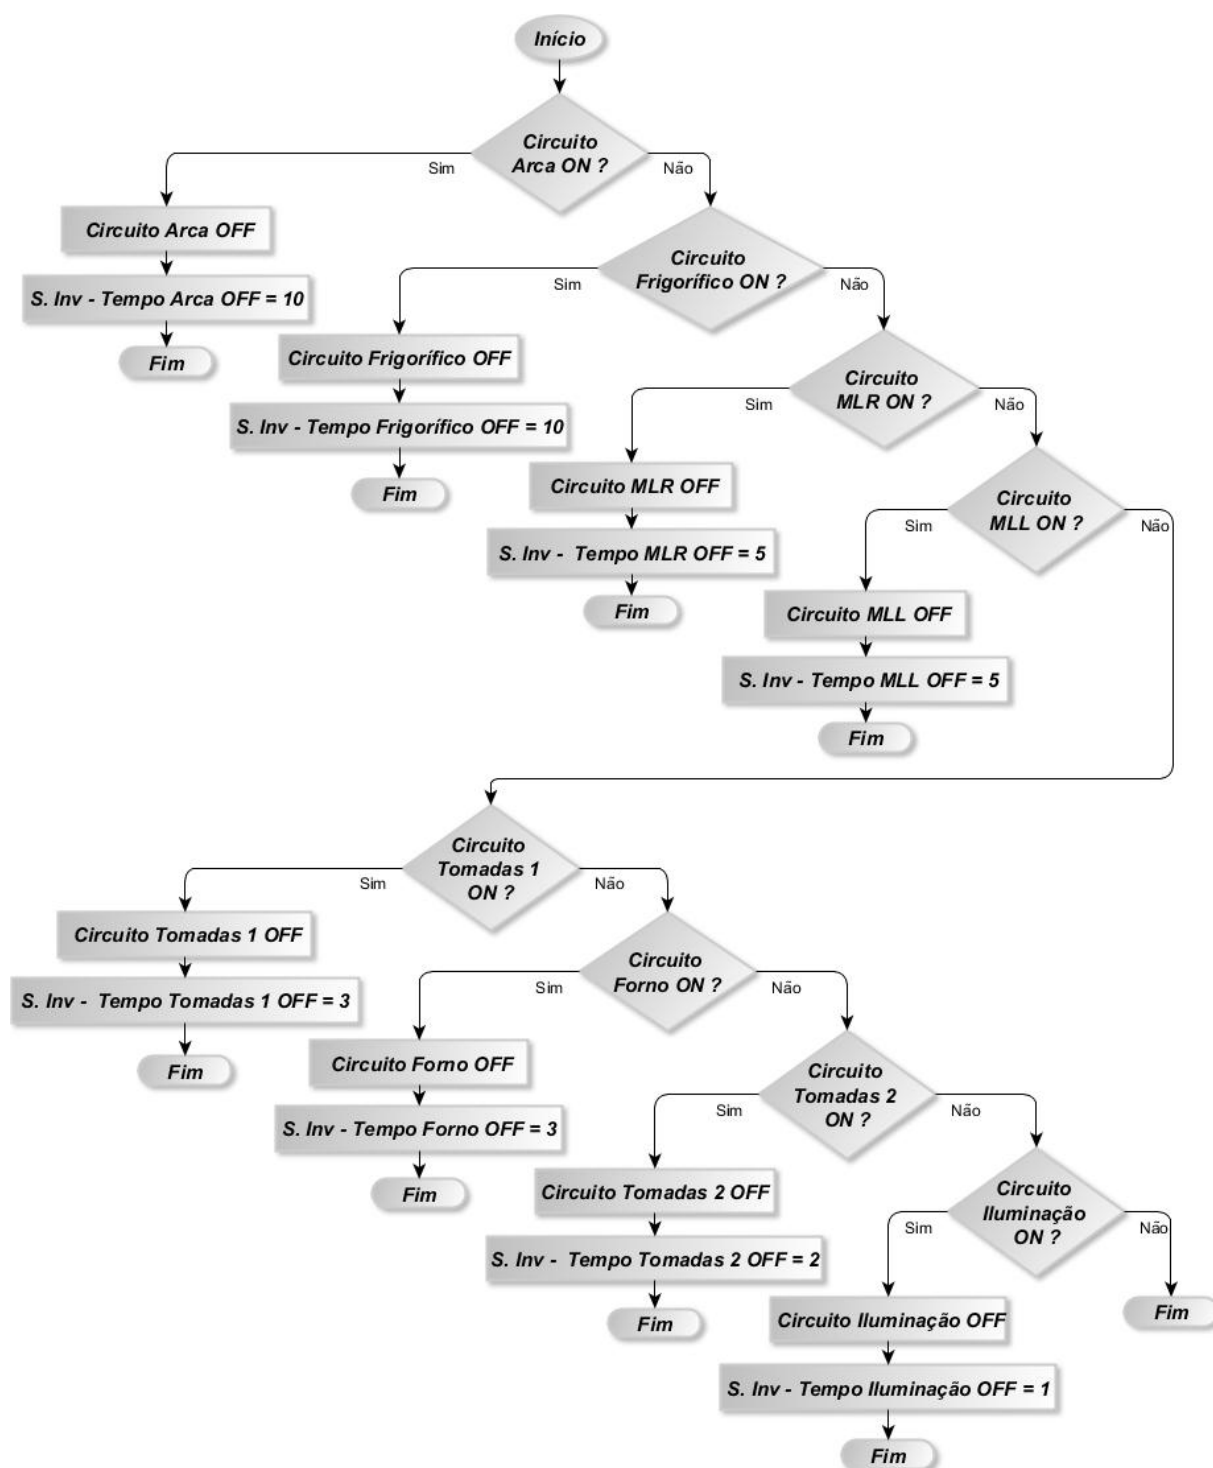 Início
Circuito
Arca ON ?
Sim
Não
Circuito Arca OFF
S. Inv - Tempo Arca OFF = 10
Fim
Circuito
Frigorífico ON ?
Sim
Não
Circuito Frigorífico OFF
S. Inv - Tempo Frigorífico OFF = 10
Fim
Circuito
MLR ON ?
Sim
Não
Circuito MLR OFF
S. Inv - Tempo MLR OFF = 5
Fim
Circuito
MLL ON ?
Sim
Não
Circuito MLL OFF
S. Inv - Tempo MLL OFF = 5
Fim
Circuito
Tomadas 1
ON ?
Sim
Não
Circuito Tomadas 1 OFF
S. Inv - Tempo Tomadas 1 OFF = 3
Fim
Circuito
Forno ON ?
Sim
Não
Circuito Forno OFF
S. Inv - Tempo Forno OFF = 3
Fim
Circuito
Tomadas 2
ON ?
Sim
Não
Circuito Tomadas 2 OFF
S. Inv - Tempo Tomadas 2 OFF = 2
Fim
Circuito
Iluminação
ON ?
Sim
Não
Circuito Iluminação OFF
S. Inv - Tempo Iluminação OFF = 1
Fim
Fim